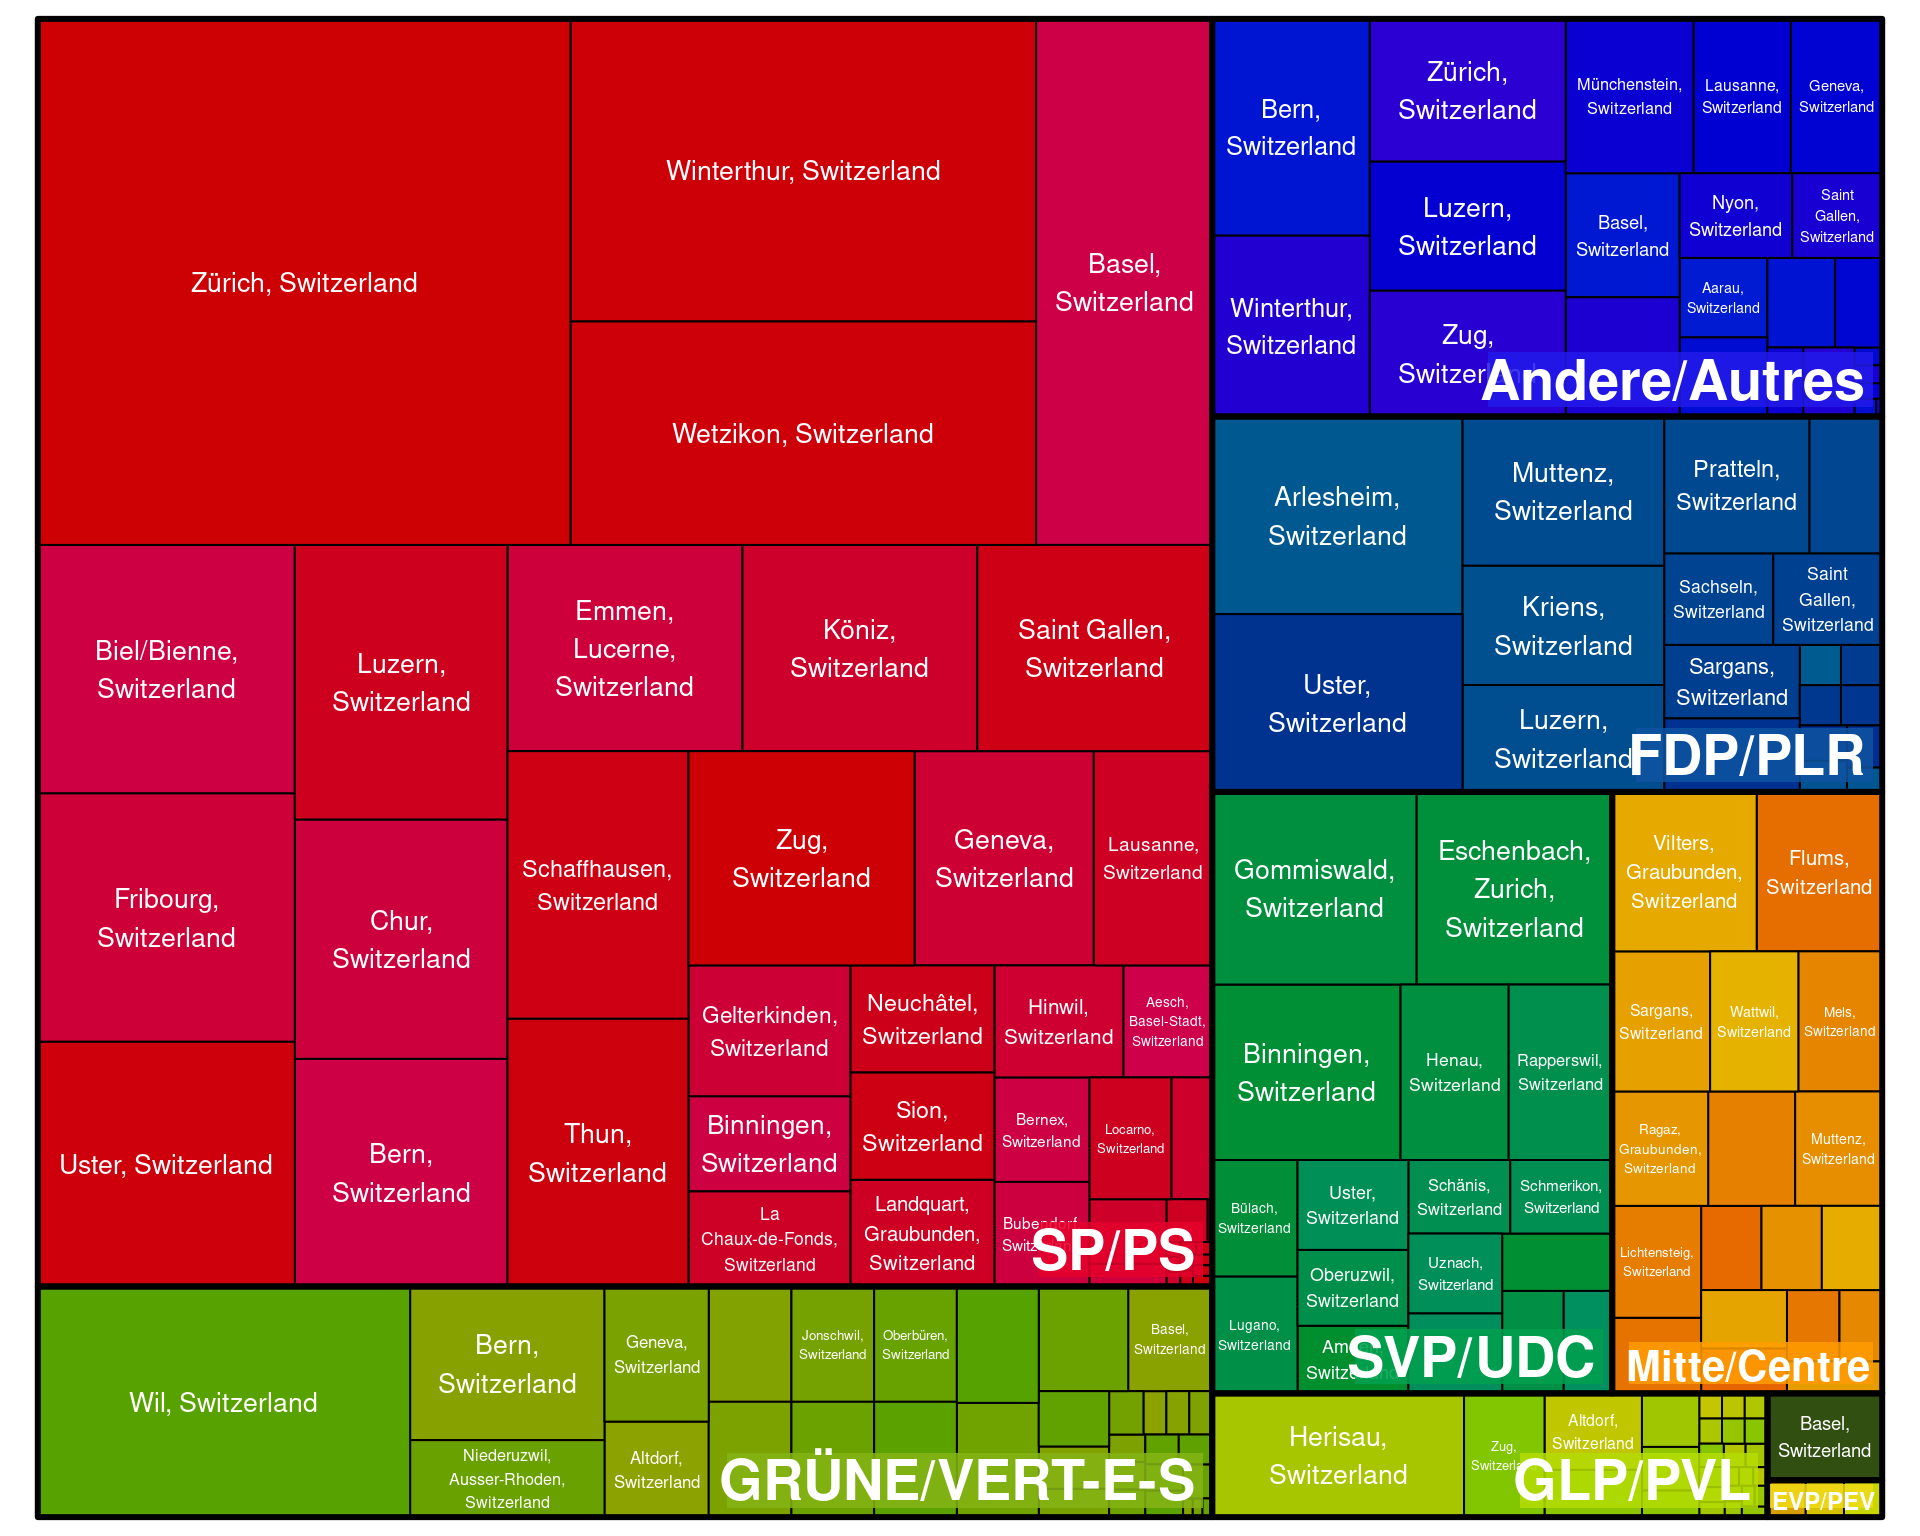 Zürich, Switzerland
Winterthur, Switzerland
Wetzikon, Switzerland
Basel,
Switzerland
Biel/Bienne,
Switzerland
Fribourg,
Switzerland
Uster, Switzerland
Luzern,
Switzerland
Chur,
Switzerland
Bern,
Switzerland
Emmen,
Lucerne,
Switzerland
Köniz,
Switzerland
Saint Gallen,
Switzerland
Schaffhausen,
Switzerland
Thun,
Switzerland
Zug,
Switzerland
Geneva,
Switzerland
Lausanne,
Switzerland
Gelterkinden,
Switzerland
Binningen,
Switzerland
La
Chaux-de-Fonds,
Switzerland
Neuchâtel,
Switzerland
Sion,
Switzerland
Landquart,
Graubunden,
Switzerland
Hinwil,
Switzerland
Aesch,
Basel-Stadt,
Switzerland
Bernex,
Switzerland
Locarno,
Switzerland
Bubendorf,
SP/PS
Wil, Switzerland
Bern,
Switzerland
Niederuzwil,
Ausser-Rhoden,
Switzerland
Geneva,
Switzerland
Altdorf,
Switzerland
Jonschwil,
Switzerland
Oberbüren,
Switzerland
Basel,
Switzerland
GRÜNE/VERT-E-S
Bern,
Switzerland
Winterthur,
Switzerland
Zürich,
Switzerland
Luzern,
Switzerland
Zug,
Switzerland
Münchenstein,
Switzerland
Lausanne,
Switzerland
Geneva,
Switzerland
Basel,
Switzerland
Nyon,
Switzerland
Saint
Gallen,
Switzerland
Aarau,
Switzerland
Andere/Autres
Arlesheim,
Switzerland
Uster,
Switzerland
Muttenz,
Switzerland
Kriens,
Switzerland
Luzern,
Switzerland
Pratteln,
Switzerland
Sachseln,
Switzerland
Saint
Gallen,
Switzerland
Sargans,
Switzerland
FDP/PLR
Gommiswald,
Switzerland
Eschenbach,
Zurich,
Switzerland
Binningen,
Switzerland
Henau,
Switzerland
Rapperswil,
Switzerland
Bülach,
Switzerland
Lugano,
Switzerland
Uster,
Switzerland
Oberuzwil,
Switzerland
Schänis,
Switzerland
Schmerikon,
Switzerland
Uznach,
Switzerland
SVP/UDC
Vilters,
Graubunden,
Switzerland
Flums,
Switzerland
Sargans,
Switzerland
Wattwil,
Switzerland
Mels,
Switzerland
Ragaz,
Graubunden,
Switzerland
Muttenz,
Switzerland
Lichtensteig,
Switzerland
Mitte/Centre
Herisau,
Switzerland
Zug,
Switzerland
Altdorf,
Switzerland
GLP/PVL
Basel,
Switzerland
EVP/PEV